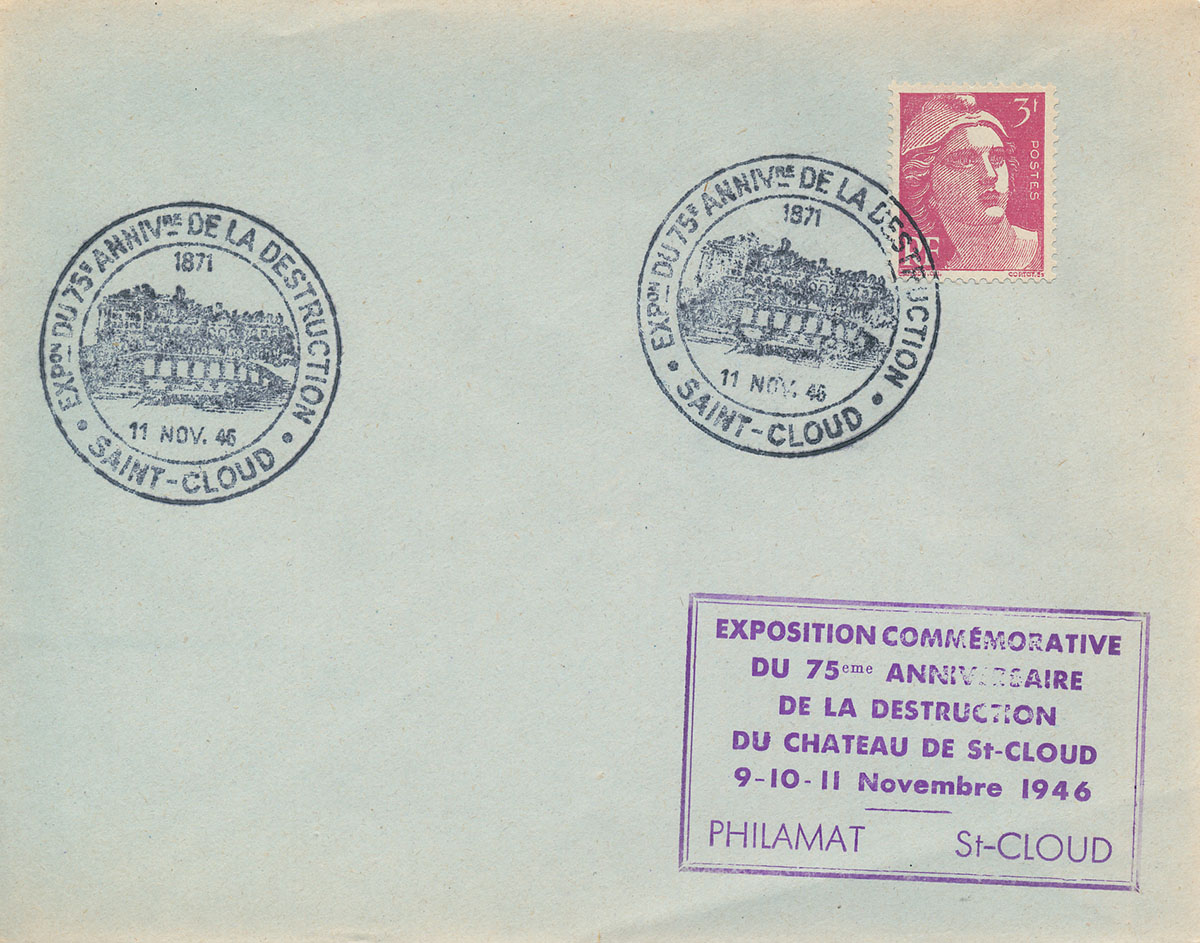 3f
POSTES
RF
EXPon DU 75e ANNIVRE DE LA DESTRUCTION
1871
11 NOV. 46
• SAINT-CLOUD •
EXPon DU 75e ANNIVRE DE LA DESTRUCTION
1871
11 NOV. 46
• SAINT-CLOUD •
EXPOSITION COMMÉMORATIVE
DU 75eme ANNIVERSAIRE
DE LA DESTRUCTION
DU CHATEAU DE St-CLOUD
9-10-11 Novembre 1946
PHILAMAT St-CLOUD